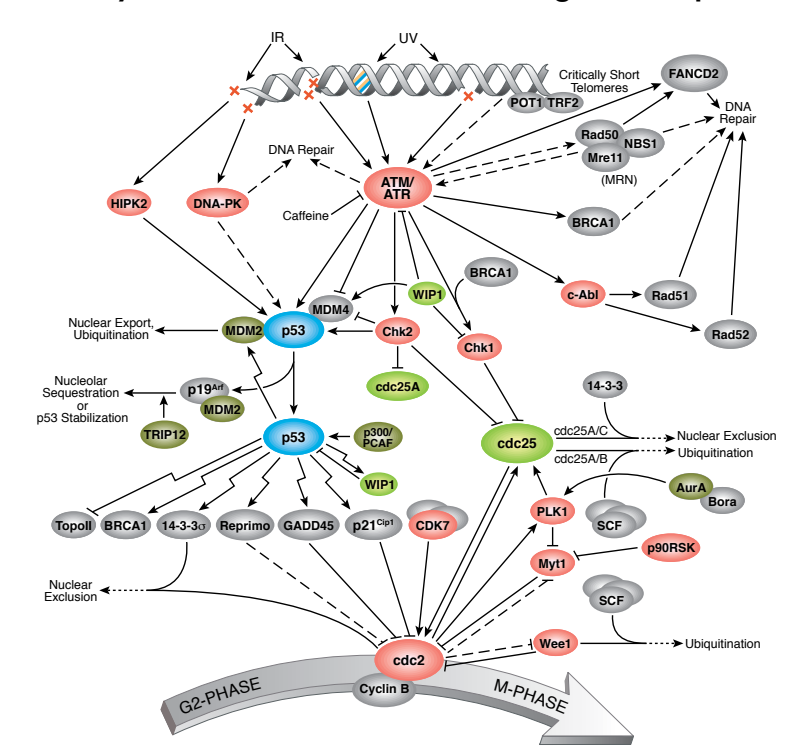 IR
UV
Critically Short
Telomeres
FANCD2
POT1
TRF2
DNA
Repair
Rad50
NBS1
Mre11
(MRN)
DNA Repair
ATM/
ATR
HIPK2
DNA-PK
Caffeine
BRCA1
BRCA1
WIP1
c-Abl
Rad51
MDM4
Nuclear Export,
Ubiquitination
MDM2
p53
Chk2
Chk1
Rad52
Nucleolar
Sequestration
or
p53 Stabilization
p19Arf
MDM2
cdc25A
14-3-3
TRIP12
p53
p300/
PCAF
cdc25
cdc25A/C
Nuclear Exclusion
cdc25A/B
Ubiquitination
WIP1
AurA
Bora
TopoII
BRCA1
14-3-3σ
Reprimo
GADD45
p21Cip1
CDK7
PLK1
SCF
p90RSK
Myt1
Nuclear
Exclusion
SCF
Wee1
Ubiquitination
cdc2
Cyclin B
G2-PHASE
M-PHASE